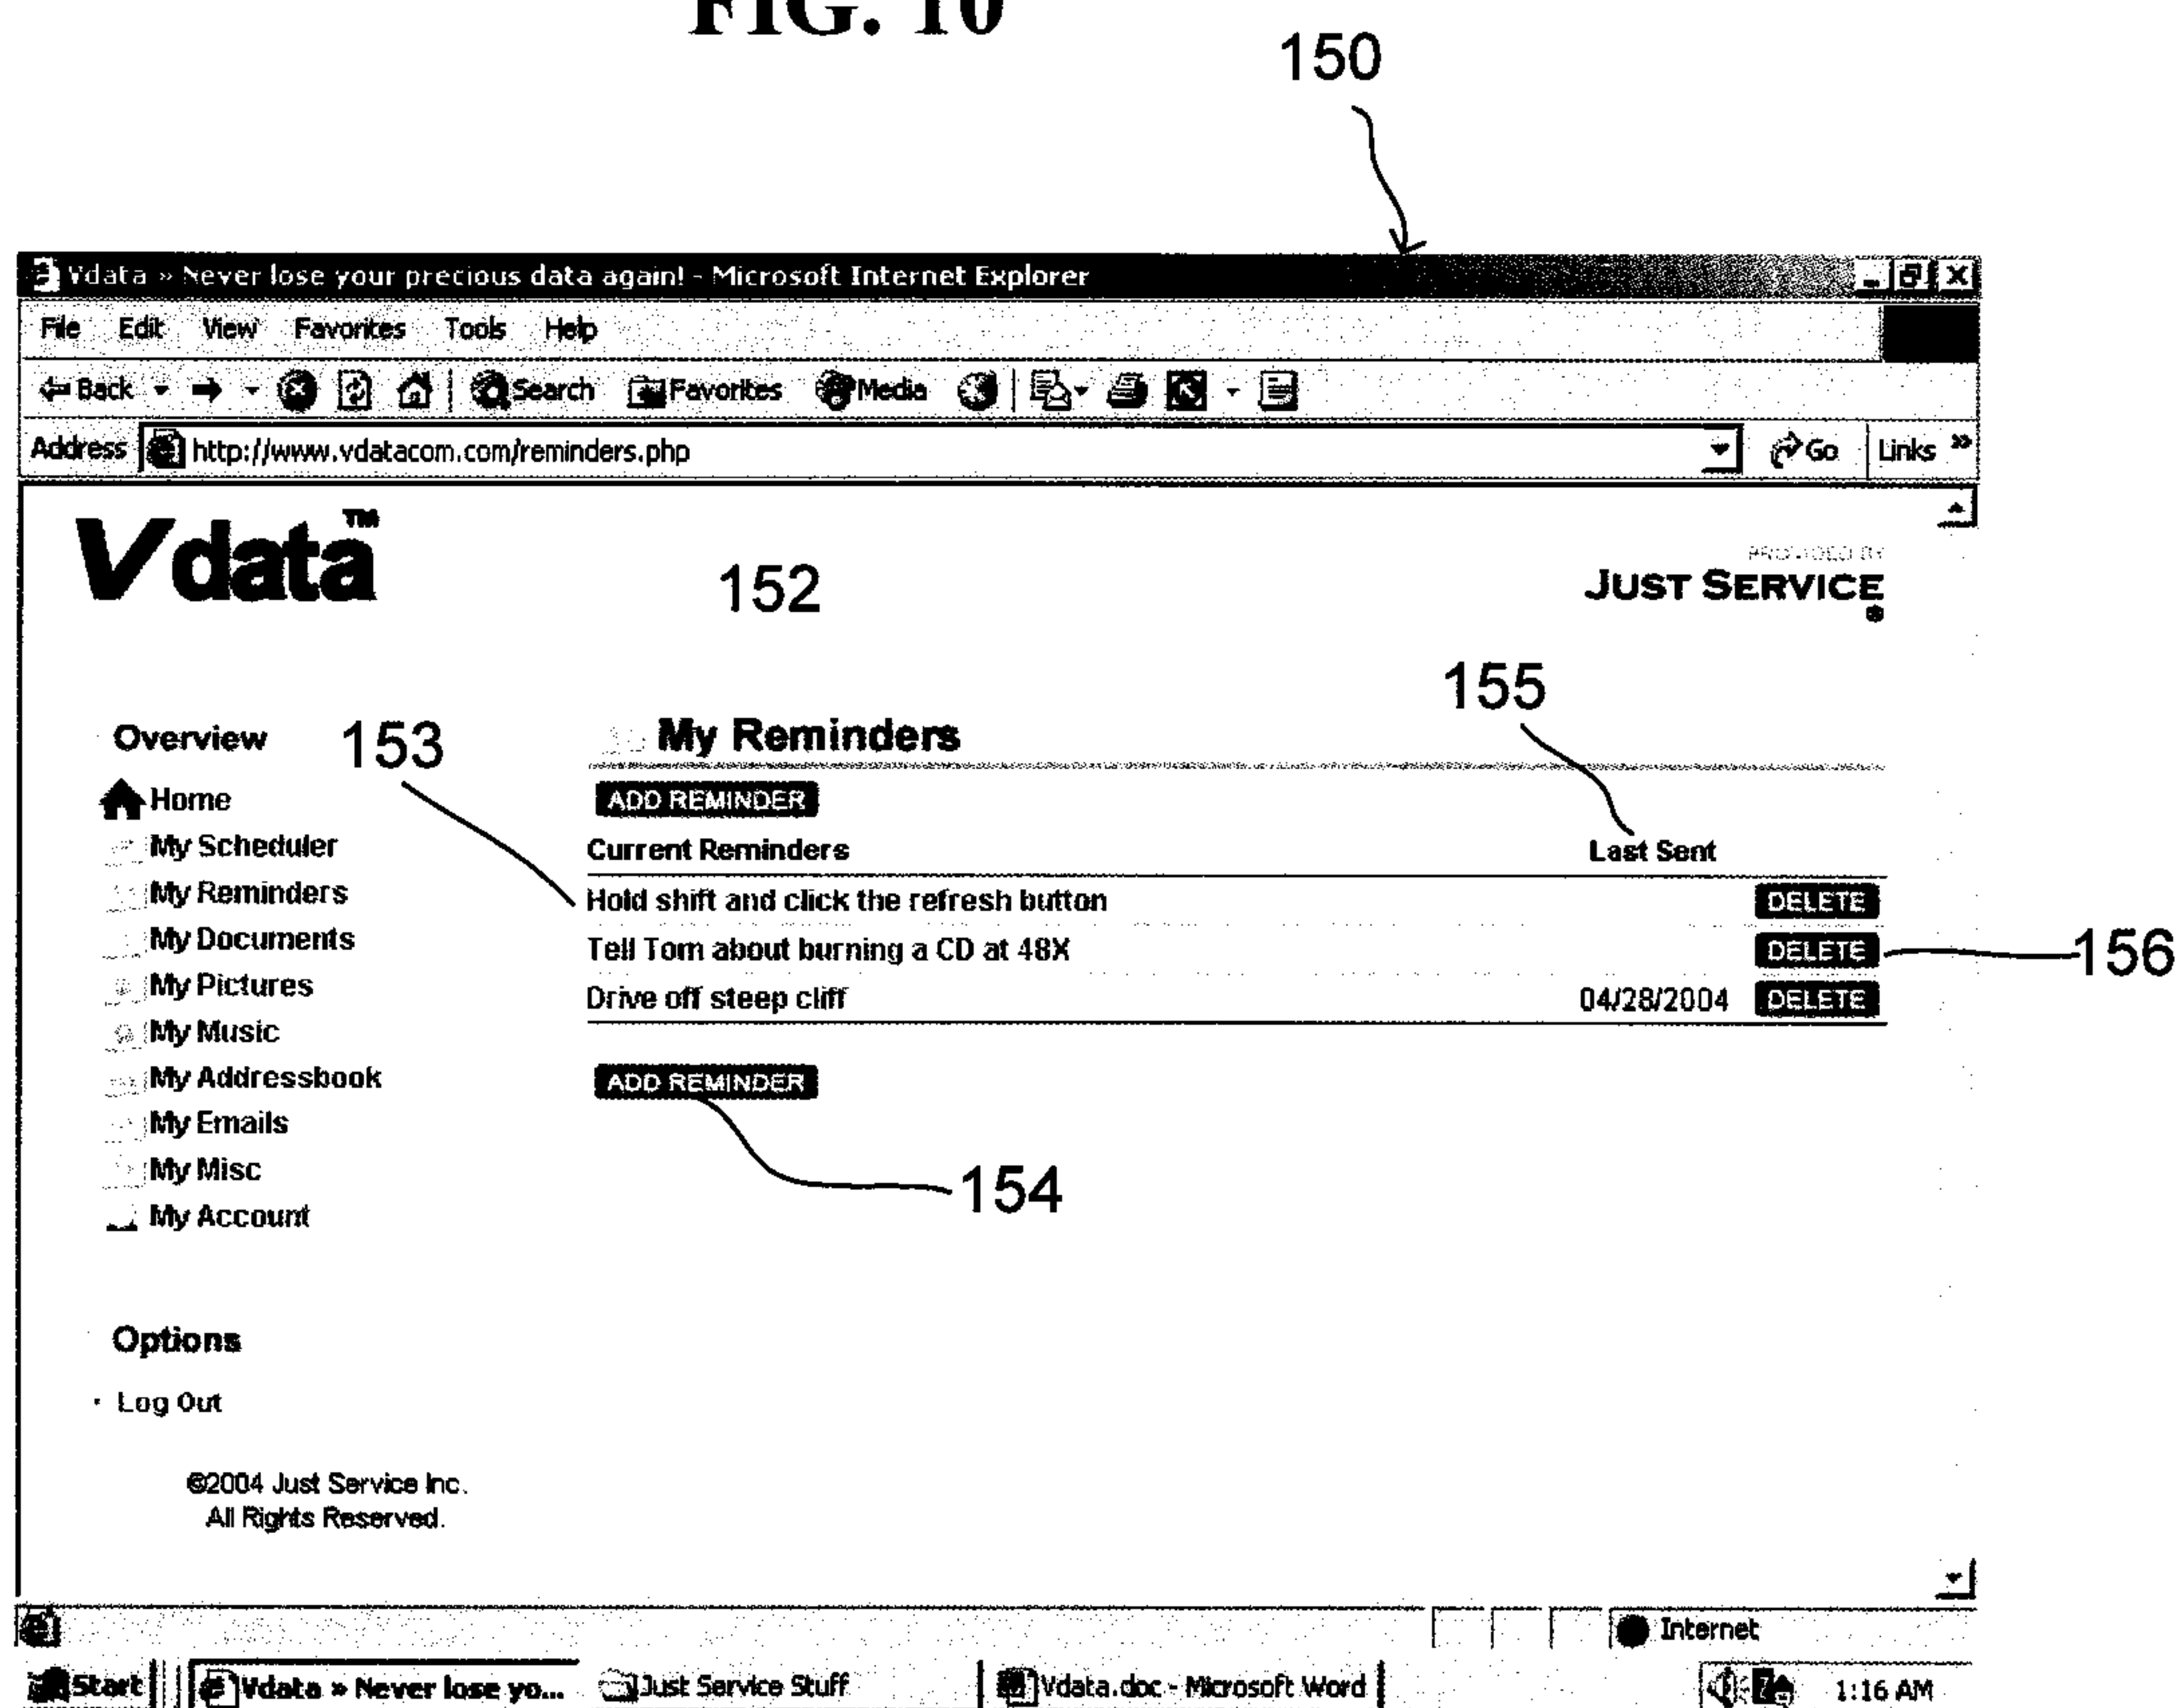 FIG. 10
150
Vdata » Never lose your precious data again! - Microsoft Internet Explorer
File Edit View Favorites Tools Help
Back Search Favorites Media
Address http://www.vdatacom.com/reminders.php Go Links »
Vdata™
152
PROVIDED BY
JUST SERVICE
®
155
Overview
153
My Reminders
Home
ADD REMINDER
My Scheduler
Current Reminders Last Sent
My Reminders
Hold shift and click the refresh button DELETE
My Documents
Tell Tom about burning a CD at 48X DELETE
156
My Pictures
Drive off steep cliff 04/28/2004 DELETE
My Music
My Addressbook
ADD REMINDER
My Emails
My Misc
154
My Account
Options
· Log Out
©2004 Just Service Inc.
All Rights Reserved.
Internet
Start Vdata » Never lose yo... Just Service Stuff Vdata.doc - Microsoft Word 1:16 AM